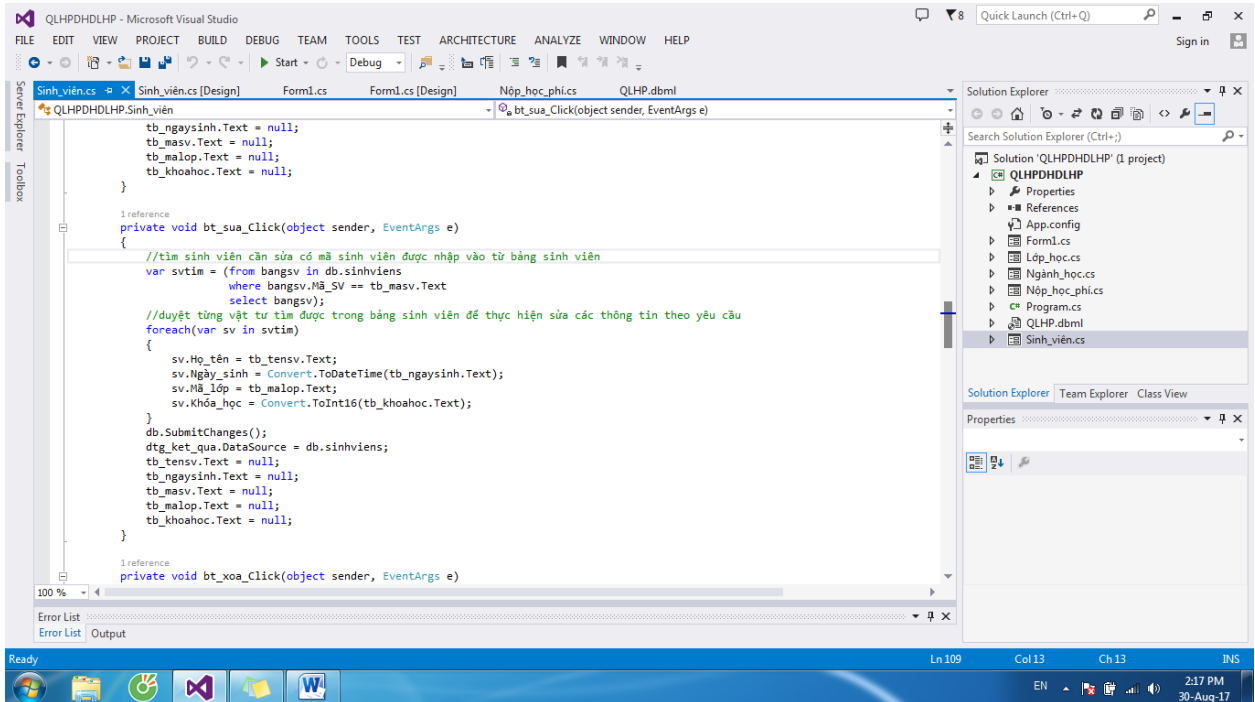 QLHPDHDLHP - Microsoft Visual Studio
8
Quick Launch (Ctrl+Q)
FILE EDIT VIEW PROJECT BUILD DEBUG TEAM TOOLS TEST ARCHITECTURE ANALYZE WINDOW HELP
Sign in
Start
Debug
Server Explorer
Toolbox
Sinh_viên.cs
Sinh_viên.cs [Design]
Form1.cs
Form1.cs [Design]
Nộp_học_phí.cs
QLHP.dbml
QLHPDHDLHP.Sinh_viên
bt_sua_Click(object sender, EventArgs e)
tb_ngaysinh.Text = null;
tb_masv.Text = null;
tb_malop.Text = null;
tb_khoahoc.Text = null;
}
1 reference
private void bt_sua_Click(object sender, EventArgs e)
{
//tìm sinh viên cần sửa có mã sinh viên được nhập vào từ bảng sinh viên
var svtim = (from bangsv in db.sinhviens
where bangsv.Mã_SV == tb_masv.Text
select bangsv);
//duyệt từng vật tư tìm được trong bảng sinh viên để thực hiện sửa các thông tin theo yêu cầu
foreach(var sv in svtim)
{
sv.Họ_tên = tb_tensv.Text;
sv.Ngày_sinh = Convert.ToDateTime(tb_ngaysinh.Text);
sv.Mã_lớp = tb_malop.Text;
sv.Khóa_học = Convert.ToInt16(tb_khoahoc.Text);
}
db.SubmitChanges();
dtg_ket_qua.DataSource = db.sinhviens;
tb_tensv.Text = null;
tb_ngaysinh.Text = null;
tb_masv.Text = null;
tb_malop.Text = null;
tb_khoahoc.Text = null;
}
1 reference
private void bt_xoa_Click(object sender, EventArgs e)
100 %
Error List
Error List Output
Solution Explorer
Search Solution Explorer (Ctrl+;)
Solution 'QLHPDHDLHP' (1 project)
C# QLHPDHDLHP
Properties
References
App.config
Form1.cs
Lớp_học.cs
Ngành_học.cs
Nộp_học_phí.cs
C# Program.cs
QLHP.dbml
Sinh_viên.cs
Solution Explorer Team Explorer Class View
Properties
Ready
Ln 109 Col 13 Ch 13 INS
W
EN
2:17 PM
30-Aug-17